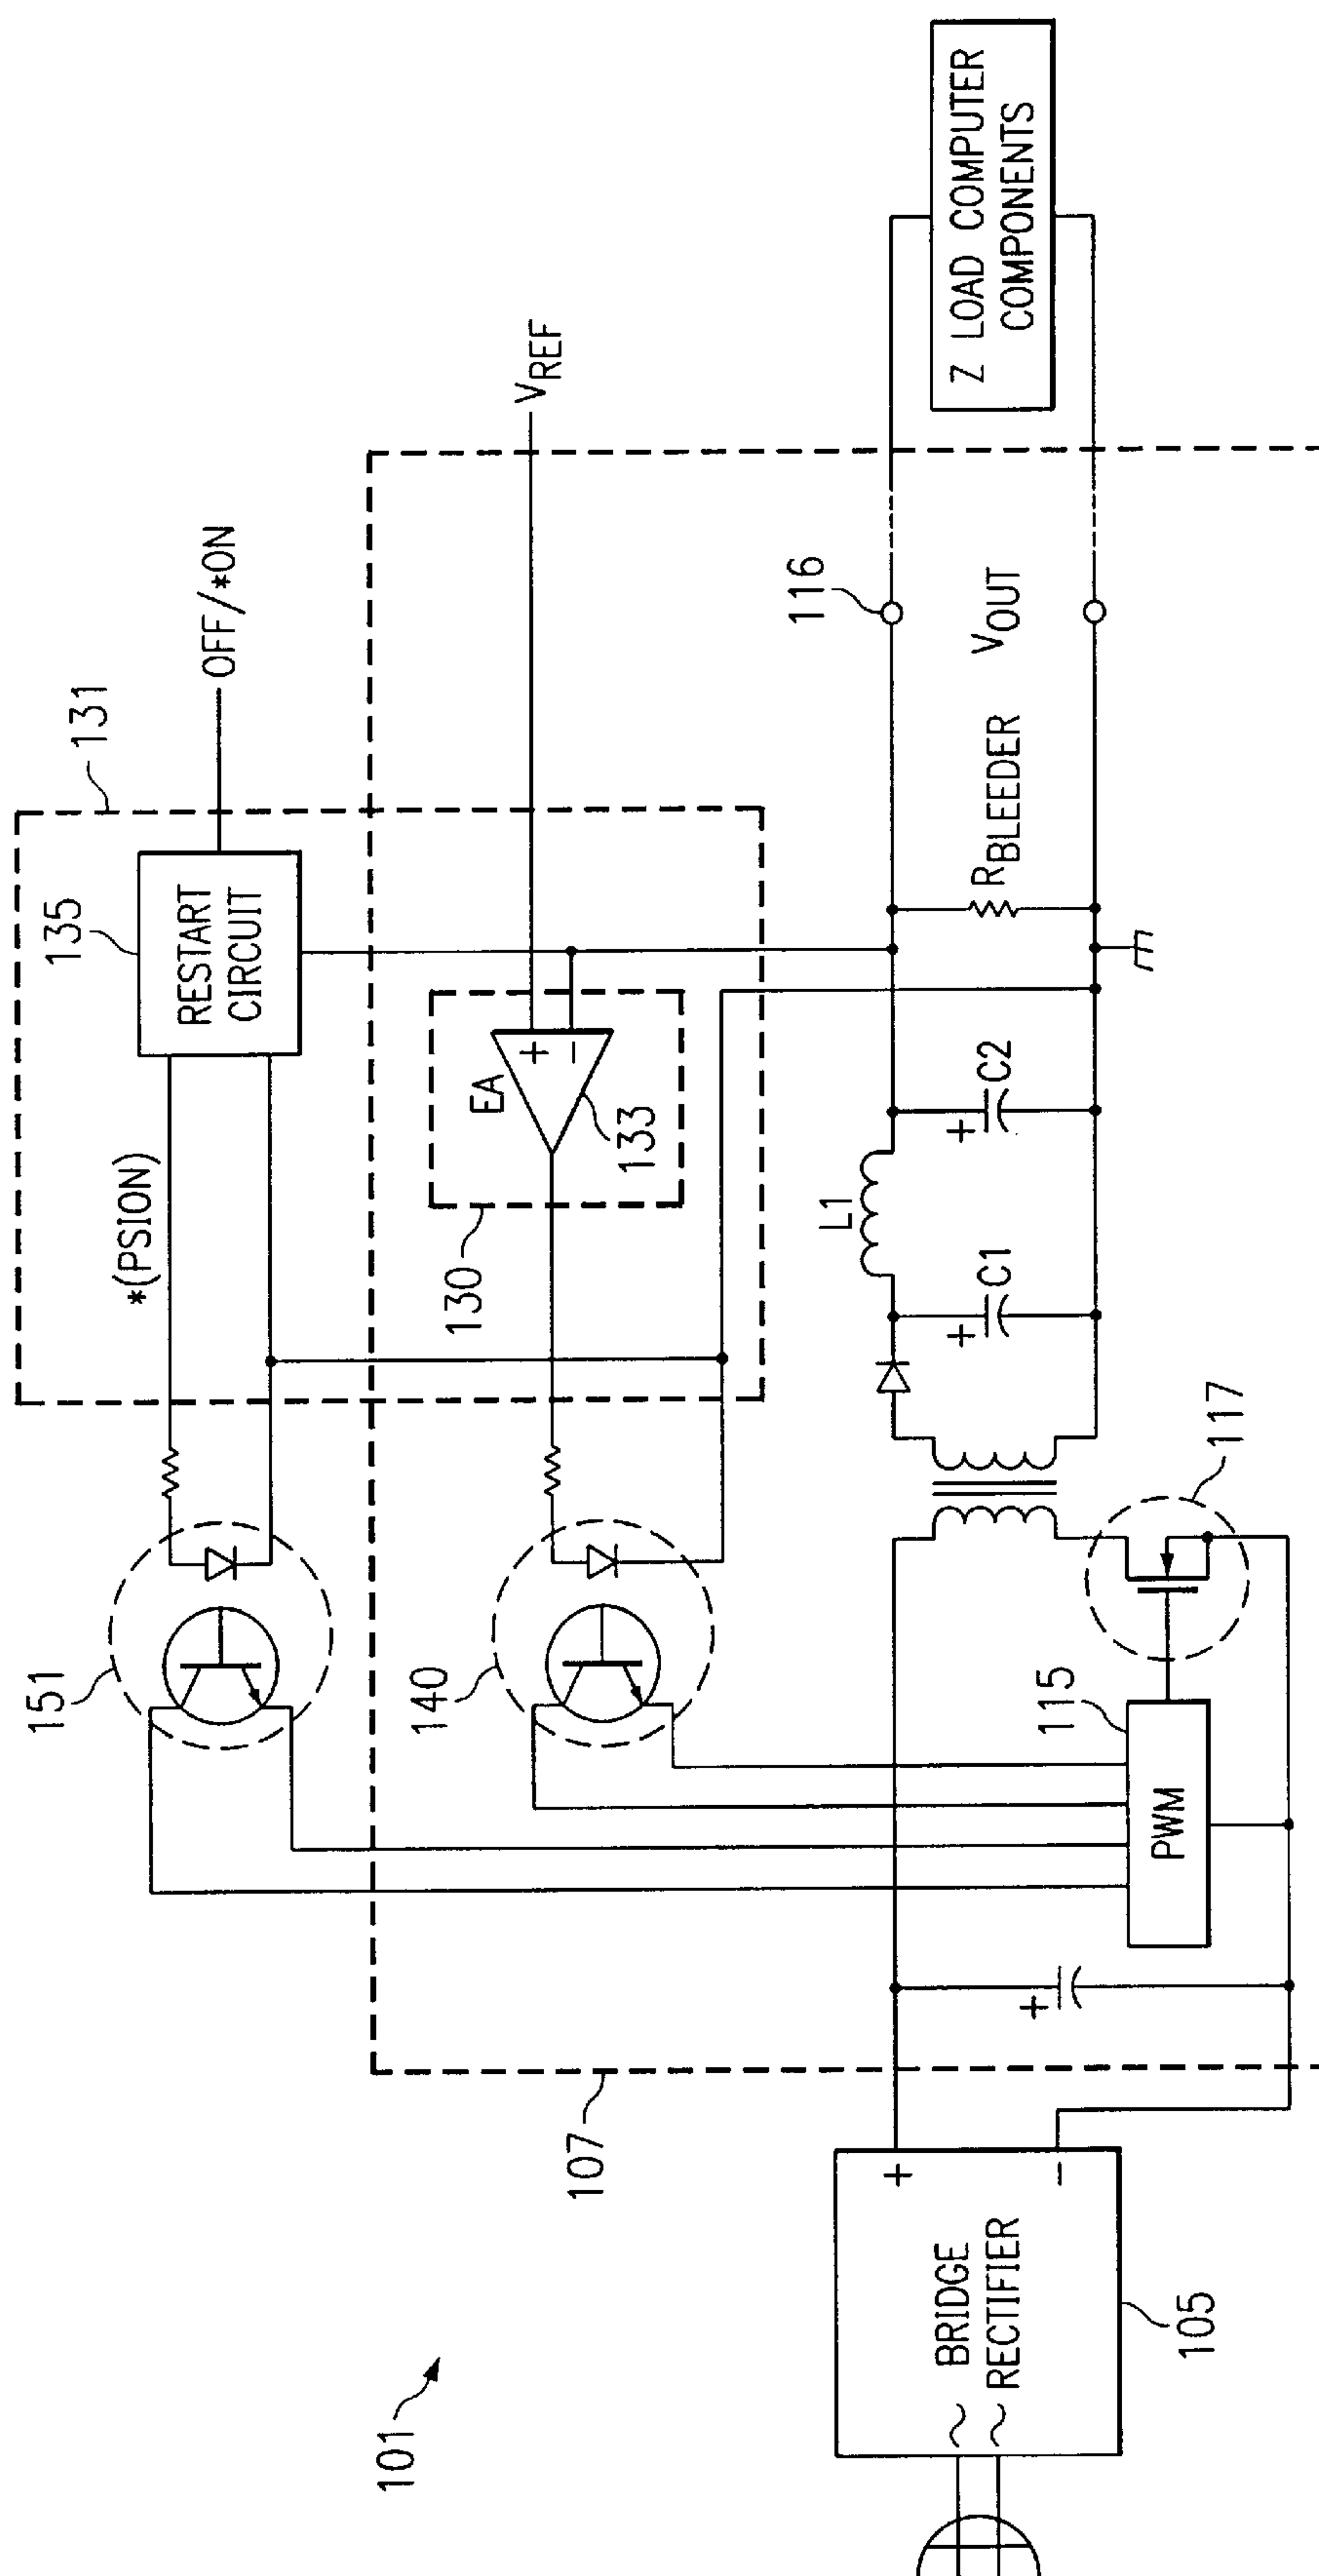 131
135
RESTART
CIRCUIT
OFF/*ON
*(PSION)
151
VREF
EA
+
-
133
130
140
107
116
VOUT
RBLEEDER
Z LOAD COMPUTER
COMPONENTS
L1
+
C1
+
C2
117
115
PWM
+
101
BRIDGE
RECTIFIER
+
-
~
~
105